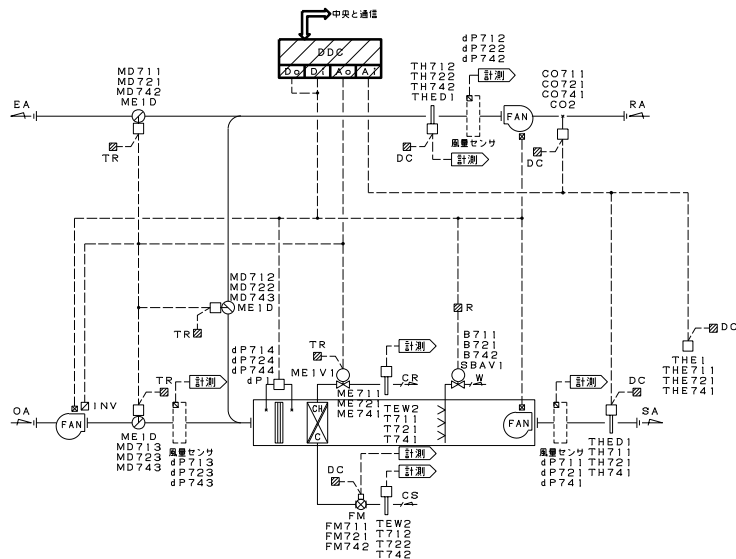 中央と通信
DDC
Do Di Ao Ai
MD711
MD721
MD742
ME1D
EA
TR
TH712
TH722
TH742
THED1
dP712
dP722
dP742
計測
風量センサ
DC
計測
FAN
CO711
CO721
CO741
CO2
DC
RA
MD712
MD722
MD743
ME1D
TR
R
DC
THE1
THE711
THE721
THE741
dP714
dP724
dP744
dP1
TR
ME1V1
計測
CR
ME711
ME721
ME741
B711
B721
B742
SBAV1
W
OA
FAN
INV
TR
計測
ME1D
MD713
MD723
MD743
風量センサ
dP713
dP723
dP743
CH
C
TEW2
T711
T721
T741
FAN
計測
風量センサ
dP711
dP721
dP741
DC
SA
THED1
TH711
TH721
TH741
計測
計測
DC
FM
FM711
FM721
FM742
CS
TEW2
T712
T722
T742